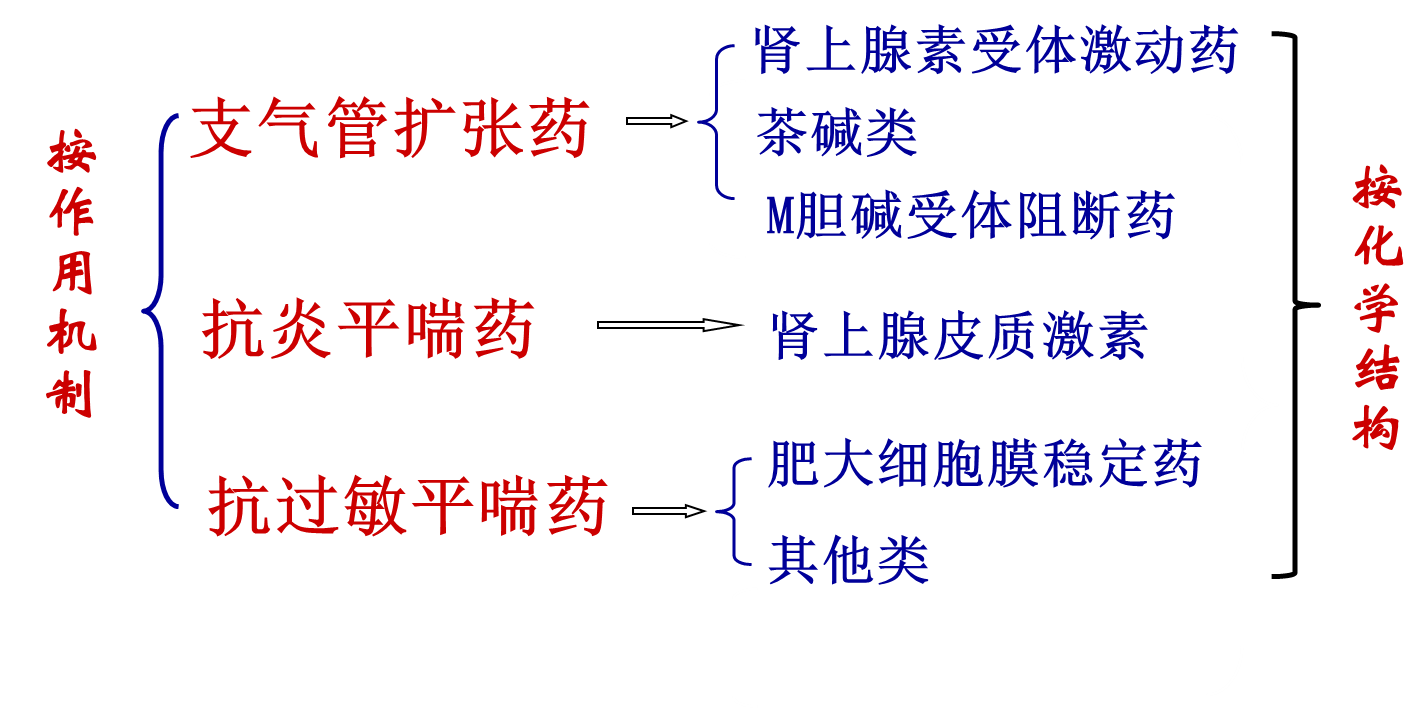 按作用机制
支气管扩张药
肾上腺素受体激动药
茶碱类
M胆碱受体阻断药
抗炎平喘药
肾上腺皮质激素
抗过敏平喘药
肥大细胞膜稳定药
其他类
按化学结构